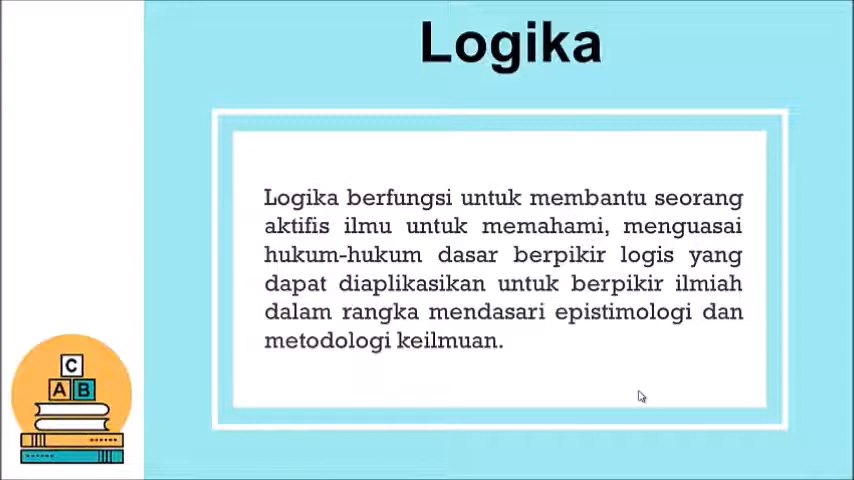 Logika
Logika berfungsi untuk membantu seorang
aktifis ilmu untuk memahami, menguasai
hukum-hukum dasar berpikir logis yang
dapat diaplikasikan untuk berpikir ilmiah
dalam rangka mendasari epistimologi dan
metodologi keilmuan.
C
A B